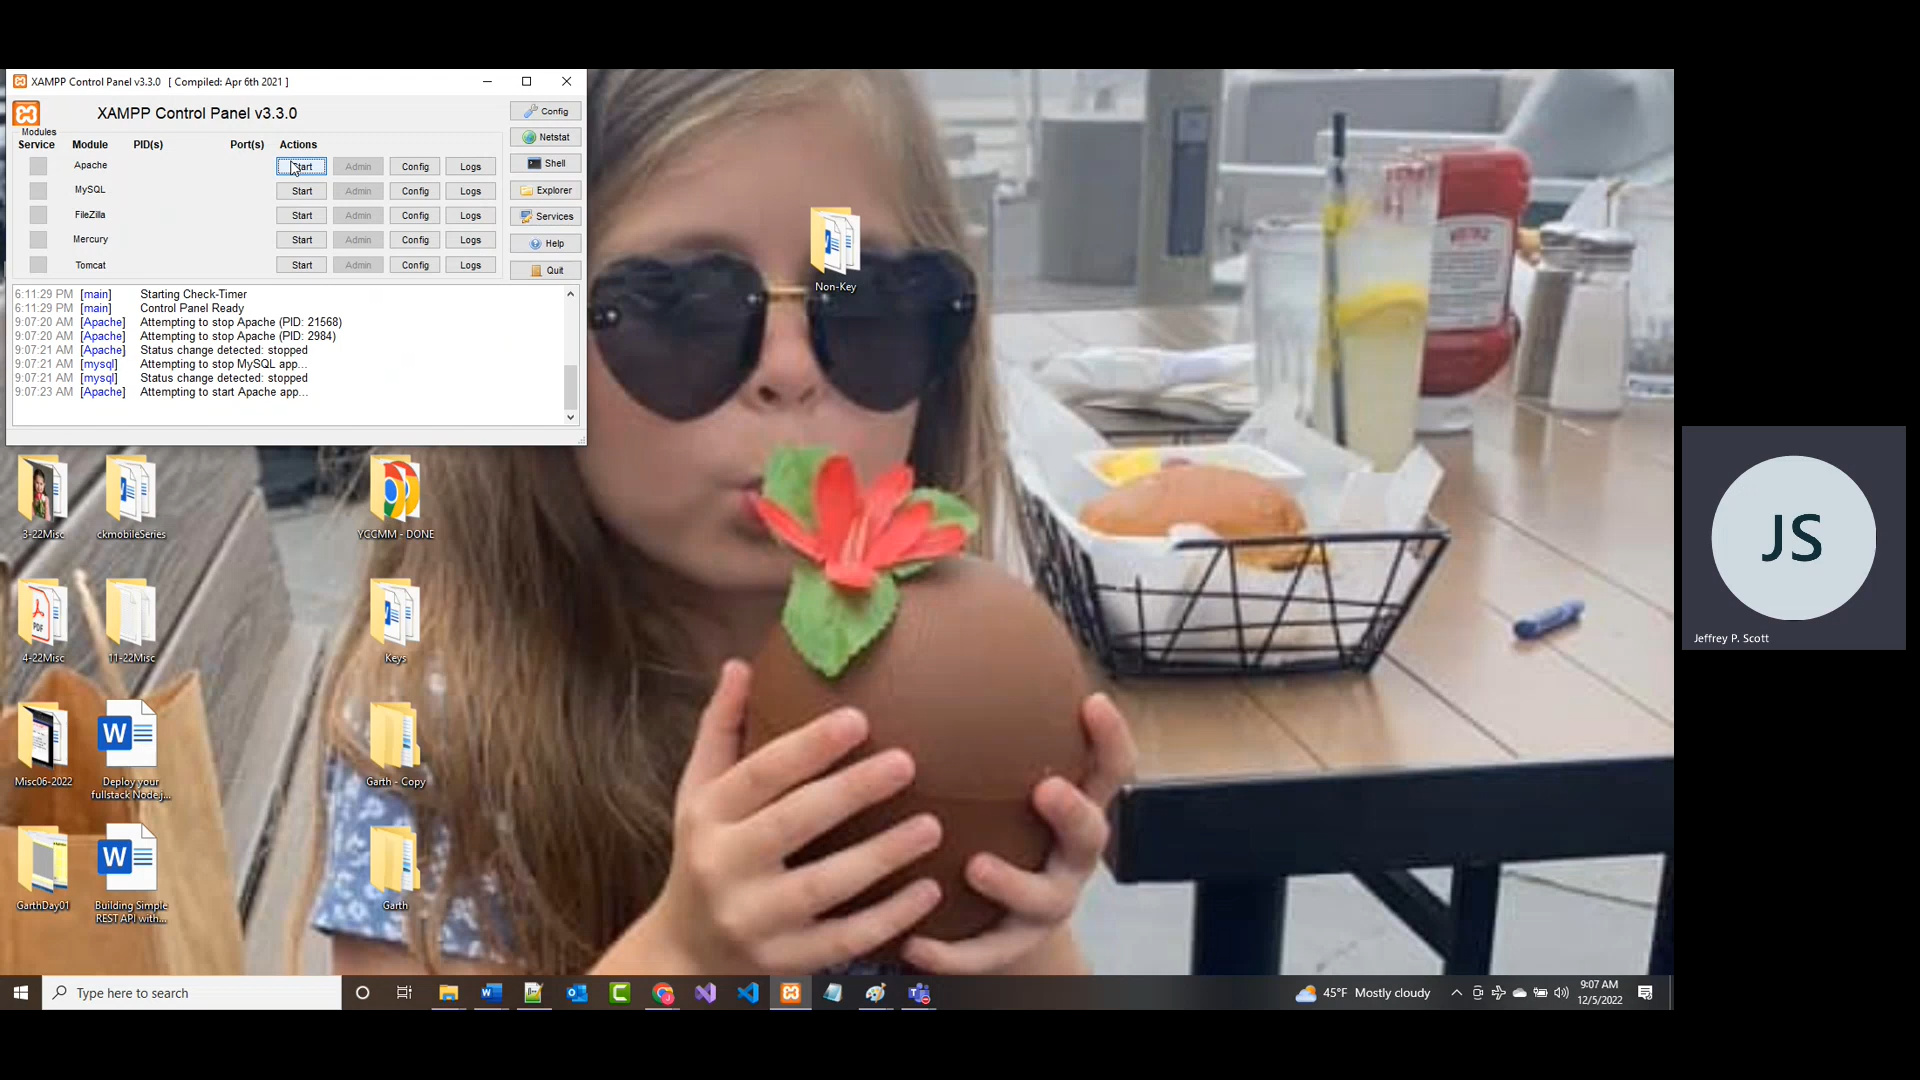 XAMPP Control Panel v3.3.0 [ Compiled: Apr 6th 2021 ]
XAMPP Control Panel v3.3.0
Config
Modules
Netstat
Service Module PID(s) Port(s) Actions
Shell
Apache Start Admin Config Logs
MySQL Start Admin Config Logs
Explorer
FileZilla Start Admin Config Logs
Services
Mercury Start Admin Config Logs
Help
Tomcat Start Admin Config Logs
Quit
6:11:29 PM [main] Starting Check-Timer
6:11:29 PM [main] Control Panel Ready
9:07:20 AM [Apache] Attempting to stop Apache (PID: 21568)
9:07:20 AM [Apache] Attempting to stop Apache (PID: 2984)
9:07:21 AM [Apache] Status change detected: stopped
9:07:21 AM [mysql] Attempting to stop MySQL app...
9:07:21 AM [mysql] Status change detected: stopped
9:07:23 AM [Apache] Attempting to start Apache app...
Non-Key
HEINZ
3-22Misc
ckmobileSeries
YCCMM - DONE
4-22Misc
11-22Misc
Keys
PDF
Misc06-2022
W
Deploy your
fullstack Node.j...
Garth - Copy
GarthDay01
W
Building Simple
REST API with...
Garth
JS
Jeffrey P. Scott
Type here to search
45°F Mostly cloudy
9:07 AM
12/5/2022